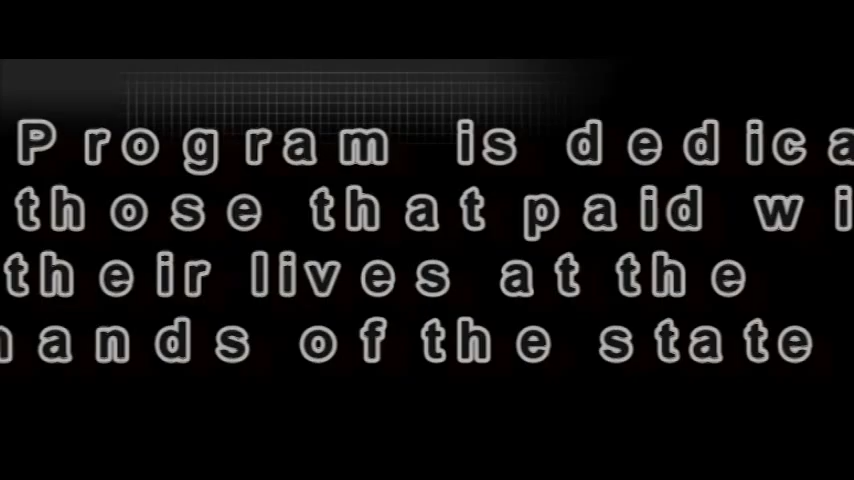 Program is dedica
those that paid wi
their lives at the
hands of the state